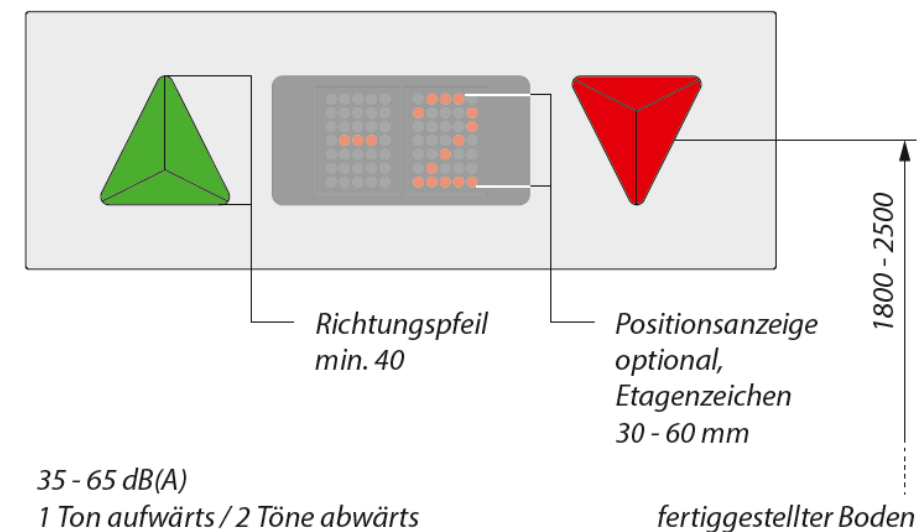 -2
Richtungspfeil
min. 40
Positionsanzeige
optional,
Etagenzeichen
30 - 60 mm
1800 - 2500
35 - 65 dB(A)
1 Ton aufwärts / 2 Töne abwärts
fertiggestellter Boden